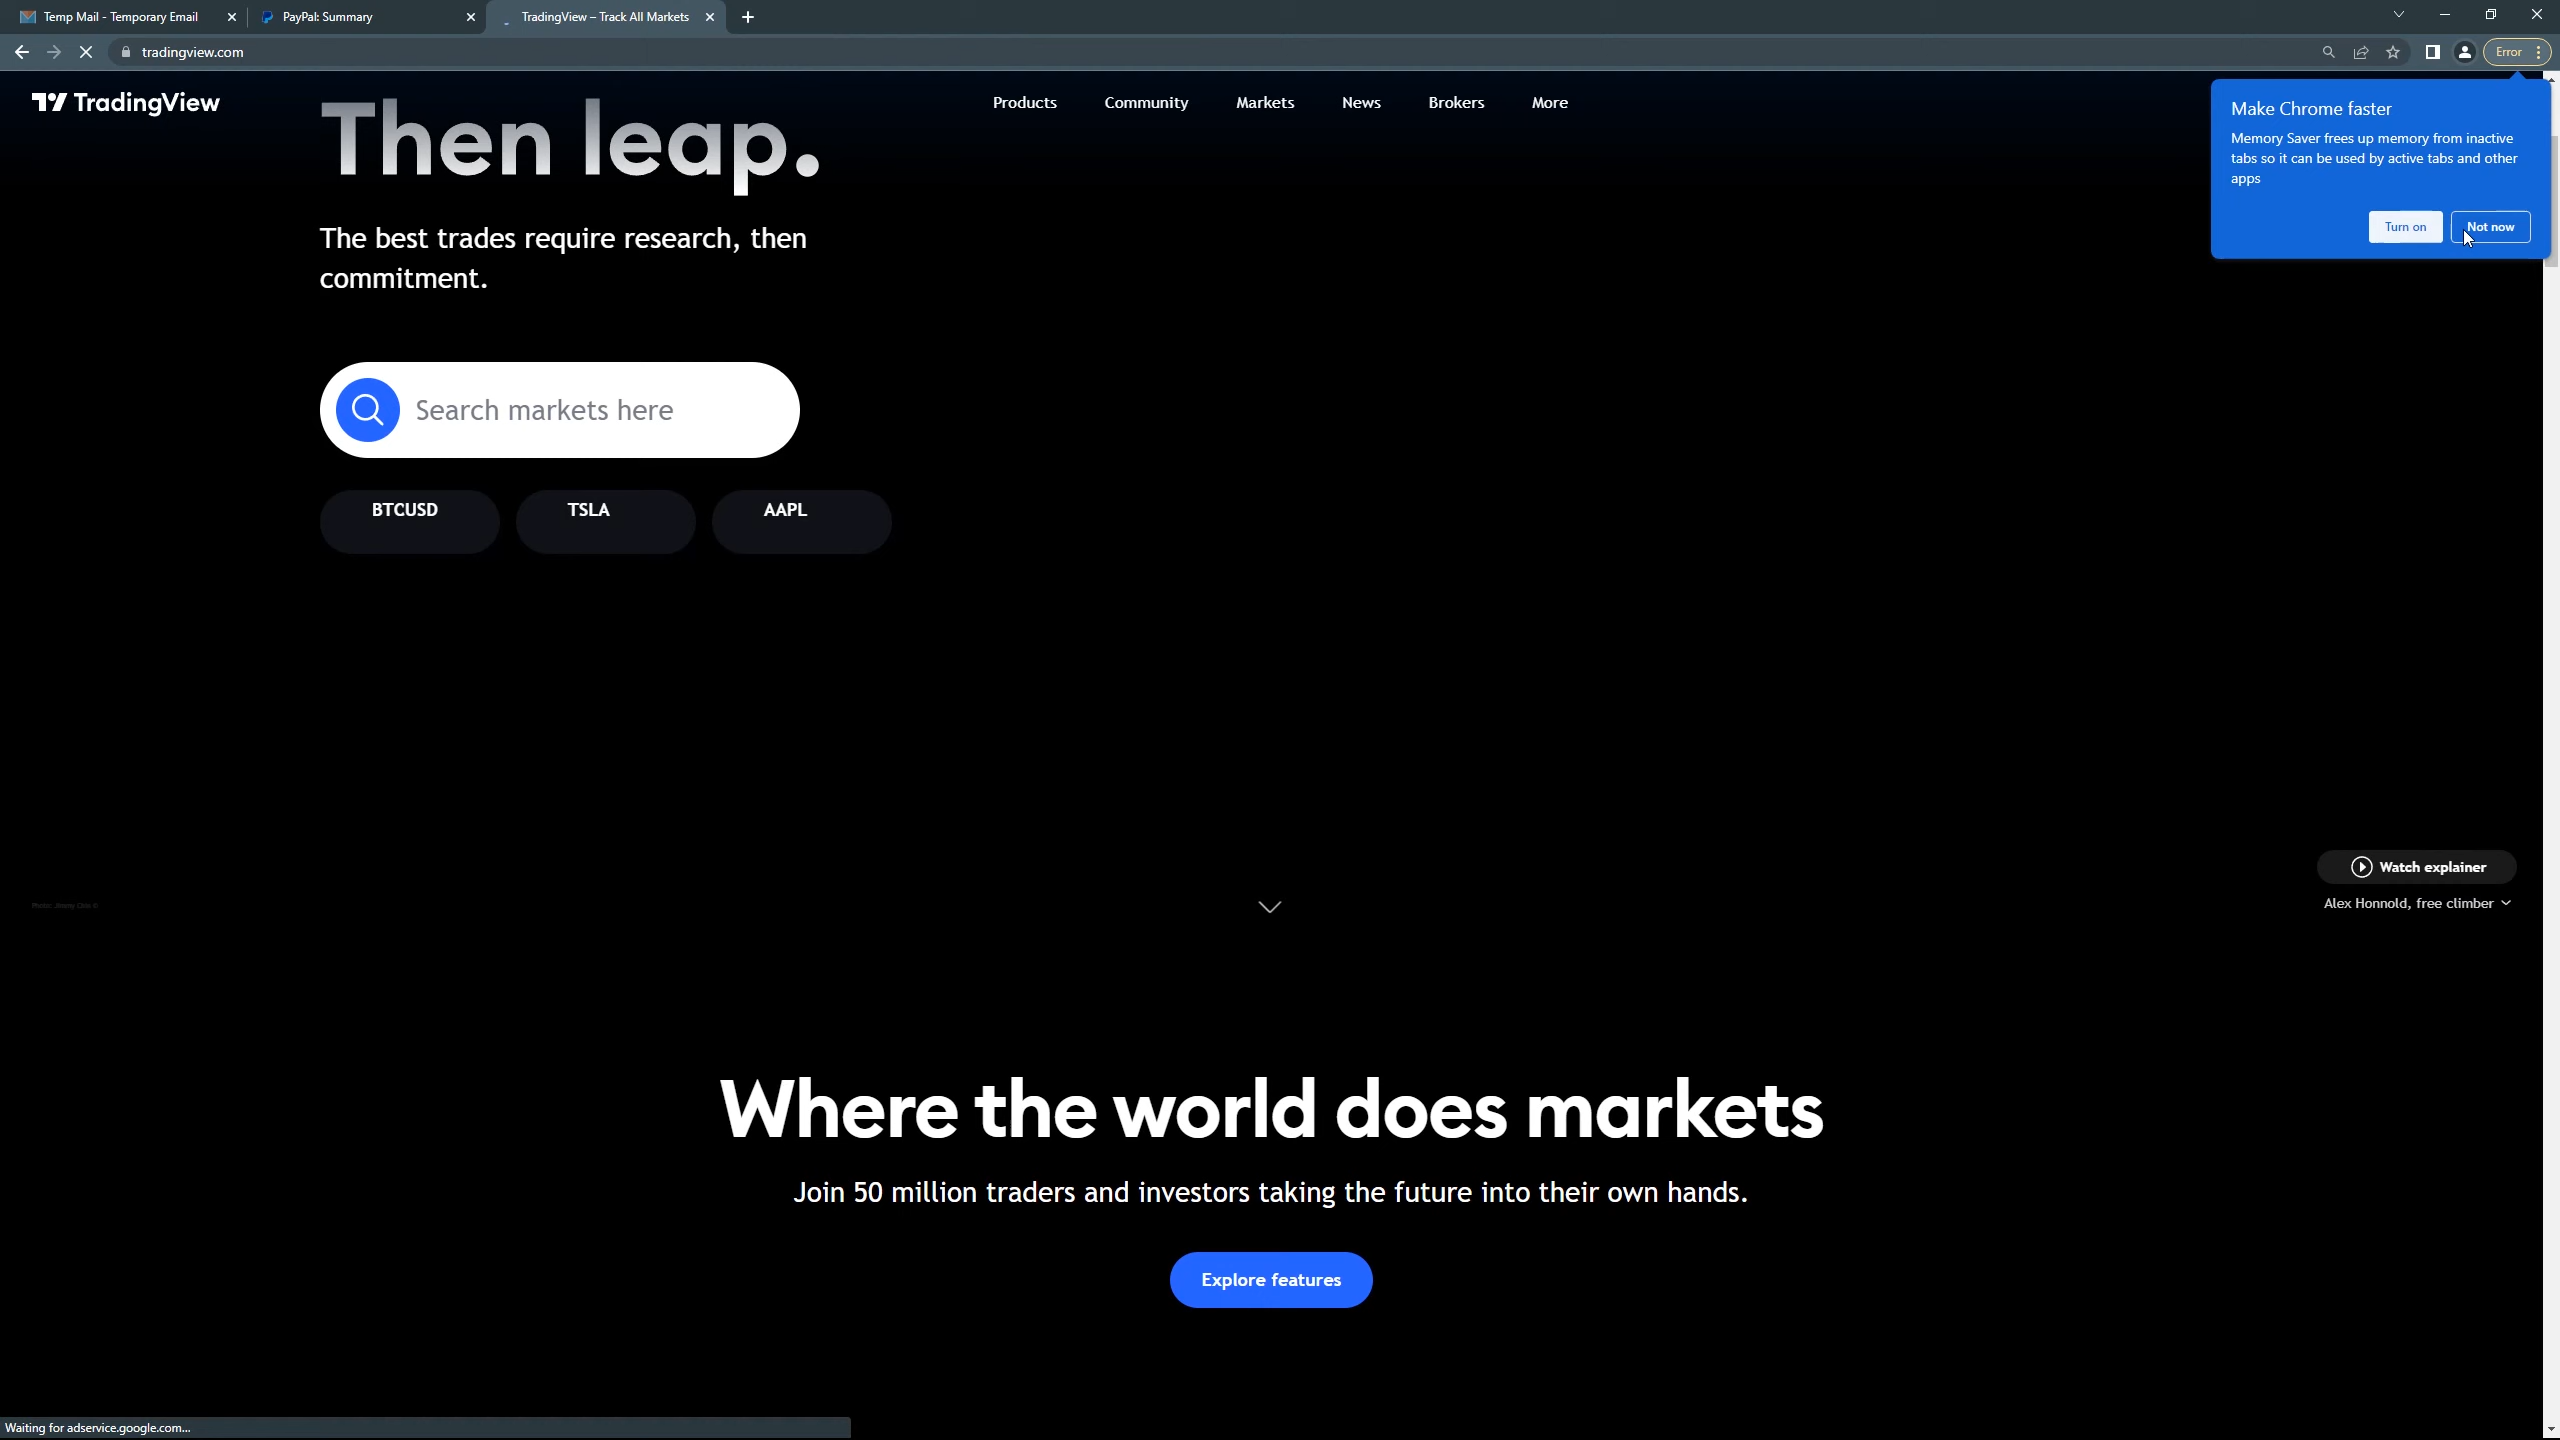 Temp Mail - Temporary Email
PayPal: Summary
TradingView – Track All Markets
tradingview.com
Error
TradingView
Products
Community
Markets
News
Brokers
More
Make Chrome faster
Memory Saver frees up memory from inactive
tabs so it can be used by active tabs and other
apps
Turn on
Not now
Then leap.
The best trades require research, then
commitment.
Search markets here
BTCUSD
TSLA
AAPL
Watch explainer
Alex Honnold, free climber
Where the world does markets
Join 50 million traders and investors taking the future into their own hands.
Explore features
Waiting for adservice.google.com...